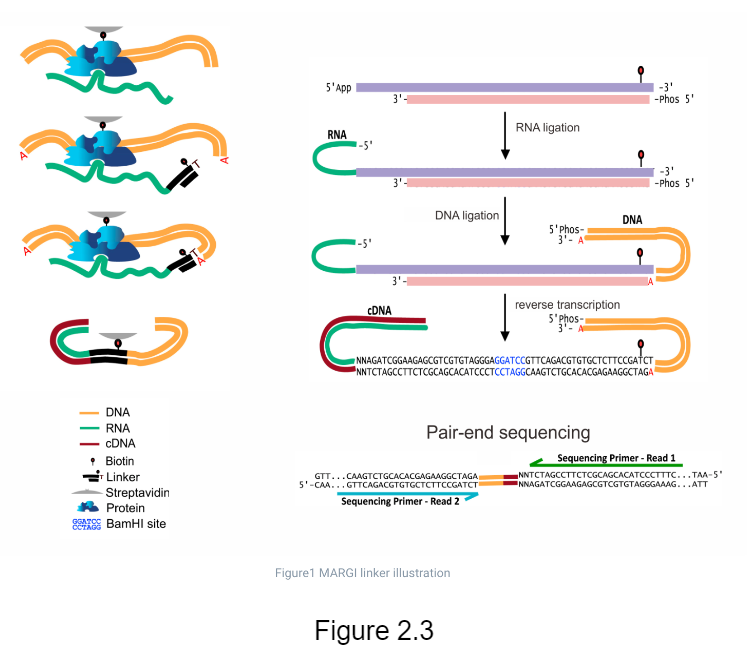 5'App
-3'
3'-
-Phos 5'
RNA ligation
RNA
-5'
-3'
3'-
-Phos 5'
DNA ligation
DNA
5'Phos-
3'- A
-5'
3'-
A
reverse transcription
cDNA
5'Phos-
3'- A
NNAGATCGGAAGAGCGTCGTGTAGGGAGGATCCGTTCAGACGTGTGCTCTTCCGATCT
NNTCTAGCCTTCTCGCAGCACATCCCTCCTAGGCAAGTCTGCACACGAGAAGGCTAGA
A
T
A
A
T
A
DNA
RNA
cDNA
Biotin
T Linker
Streptavidin
Protein
GGATCC
CCTAGG
BamHI site
Pair-end sequencing
Sequencing Primer - Read 1
GTT...CAAGTCTGCACACGAGAAGGCTAGA NNTCTAGCCTTCTCGCAGCACATCCCTTTC...TAA-5'
5'-CAA...GTTCAGACGTGTGCTCTTCCGATCT NNAGATCGGAAGAGCGTCGTGTAGGGAAAG...ATT
Sequencing Primer - Read 2
Figure1 MARGI linker illustration
Figure 2.3